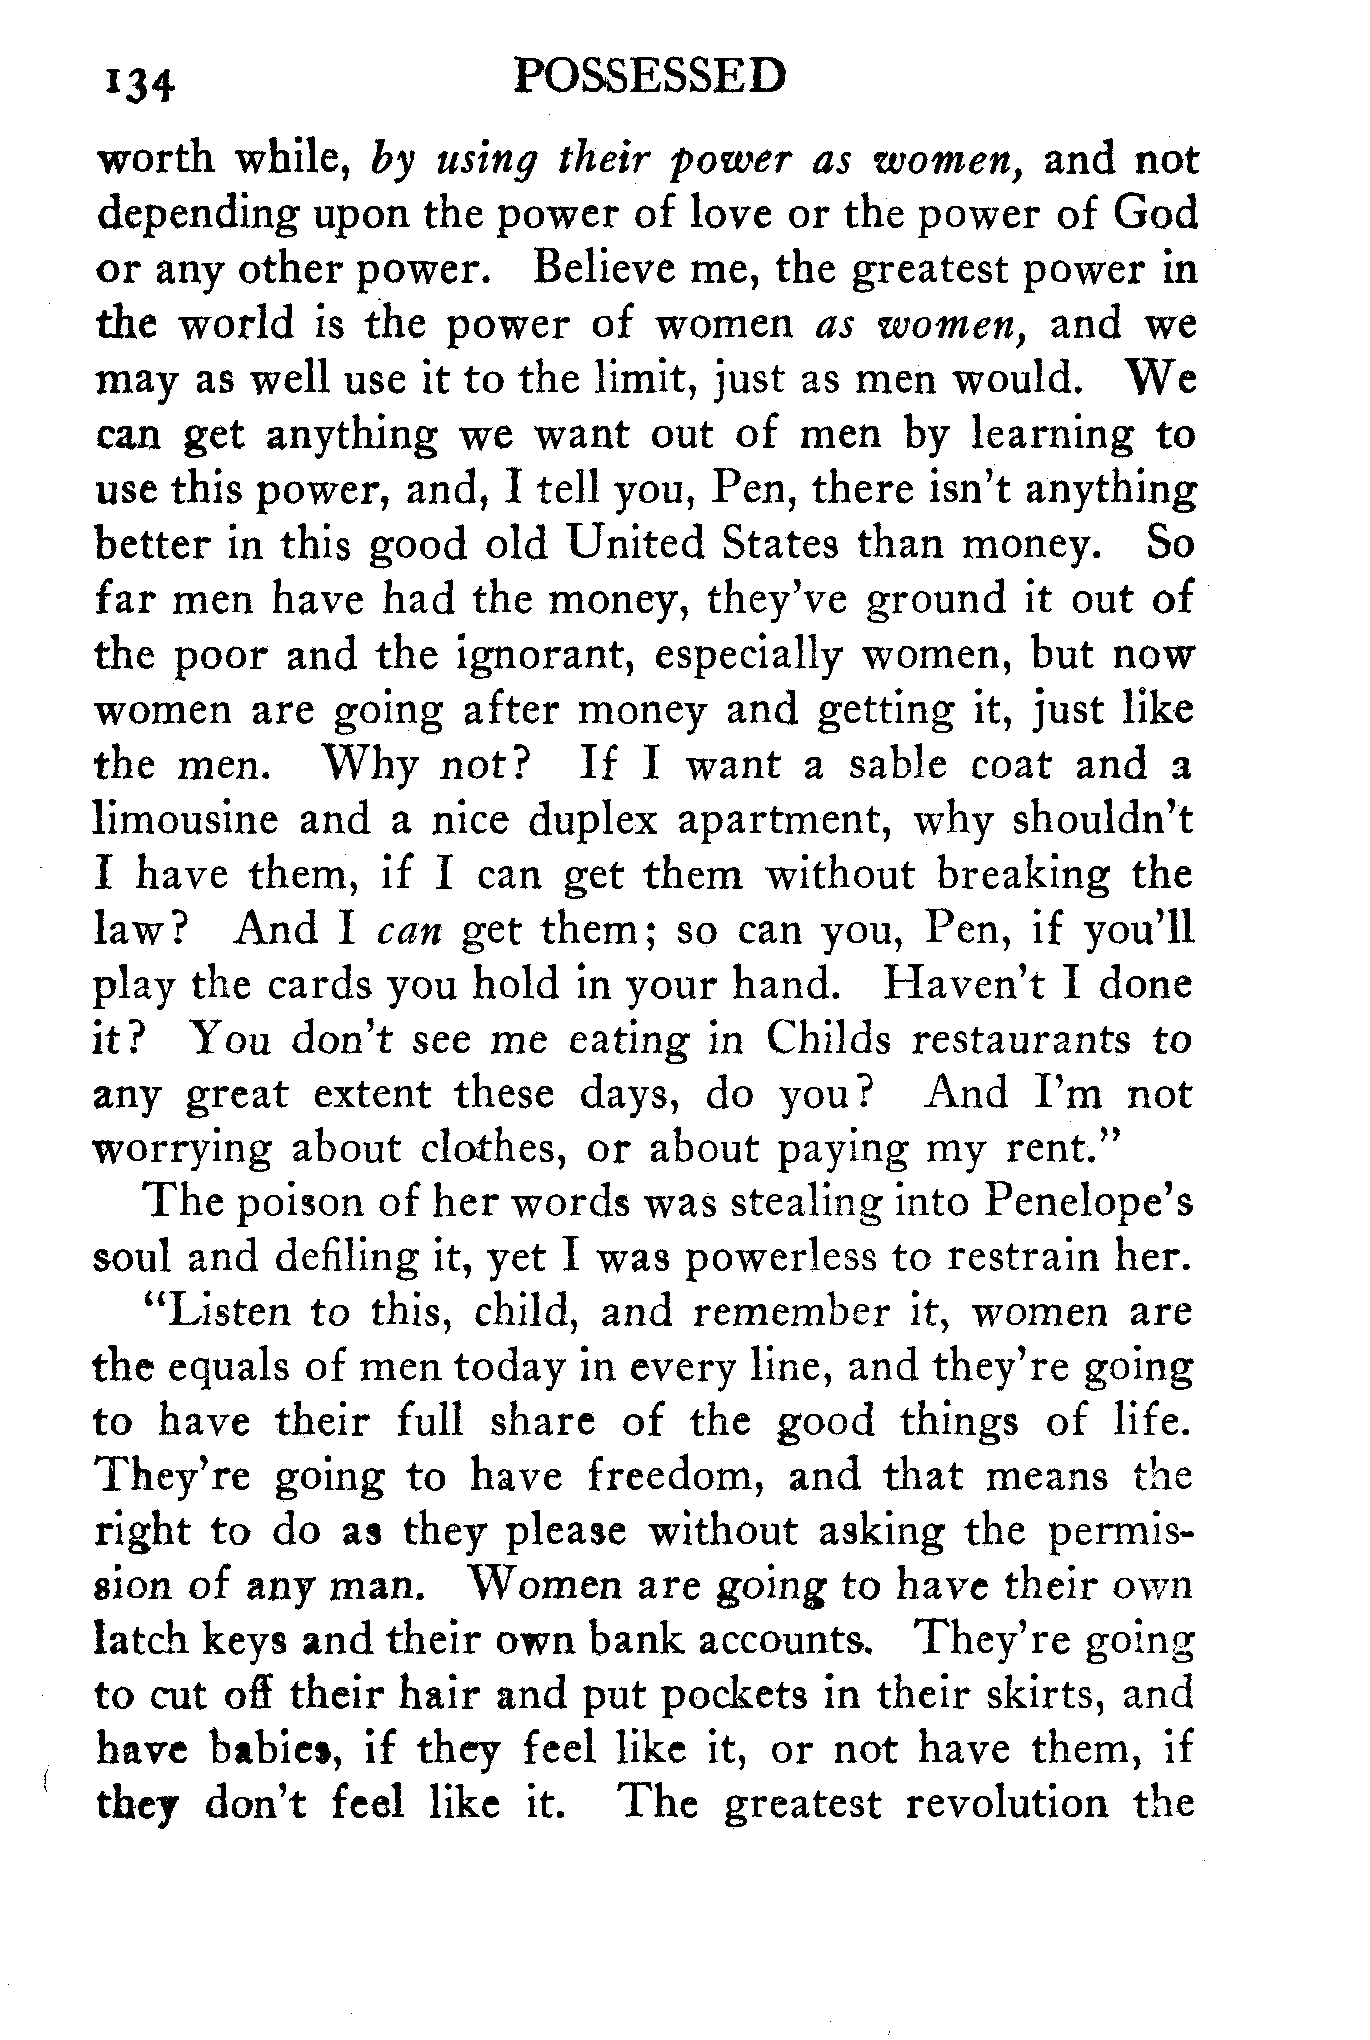 134 POSSESSED
worth while, by using their power as women, and not
depending upon the power of love or the power of God
or any other power. Believe me, the greatest power in
the world is the power of women as women, and we
may as well use it to the limit, just as men would. We
can get anything we want out of men by learning to
use this power, and, I tell you, Pen, there isn't anything
better in this good old United States than money. So
far men have had the money, they've ground it out of
the poor and the ignorant, especially women, but now
women are going after money and getting it, just like
the men. Why not? If I want a sable coat and a
limousine and a nice duplex apartment, why shouldn't
I have them, if I can get them without breaking the
law? And I can get them; so can you, Pen, if you'll
play the cards you hold in your hand. Haven't I done
it? You don't see me eating in Childs restaurants to
any great extent these days, do you? And I'm not
worrying about clothes, or about paying my rent."
The poison of her words was stealing into Penelope's
soul and defiling it, yet I was powerless to restrain her.
"Listen to this, child, and remember it, women are
the equals of men today in every line, and they're going
to have their full share of the good things of life.
They're going to have freedom, and that means the
right to do as they please without asking the permis-
sion of any man. Women are going to have their own
latch keys and their own bank accounts. They're going
to cut off their hair and put pockets in their skirts, and
have babies, if they feel like it, or not have them, if
they don't feel like it. The greatest revolution the